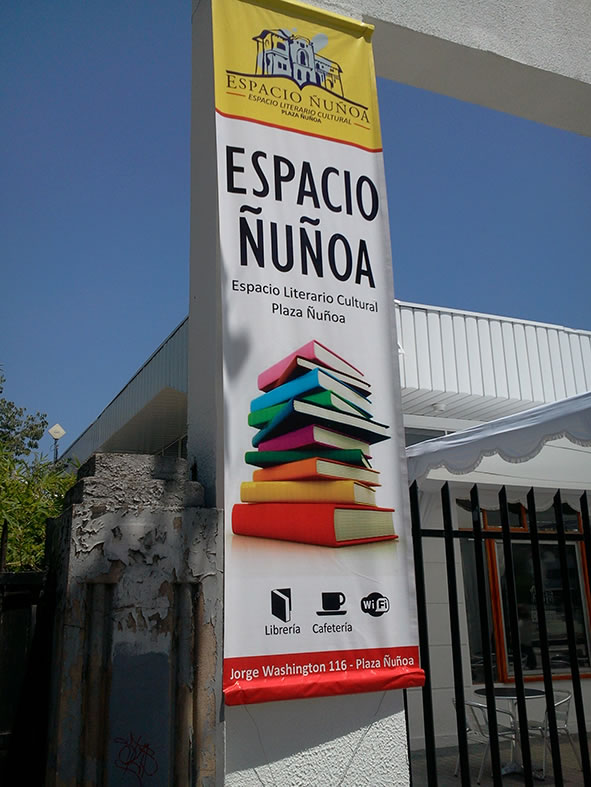 ESPACIO ÑUÑOA
ESPACIO LITERARIO CULTURAL
PLAZA ÑUÑOA
ESPACIO
ÑUÑOA
Espacio Literario Cultural
Plaza Ñuñoa
Librería Cafetería WiFi
Jorge Washington 116 - Plaza Ñuñoa